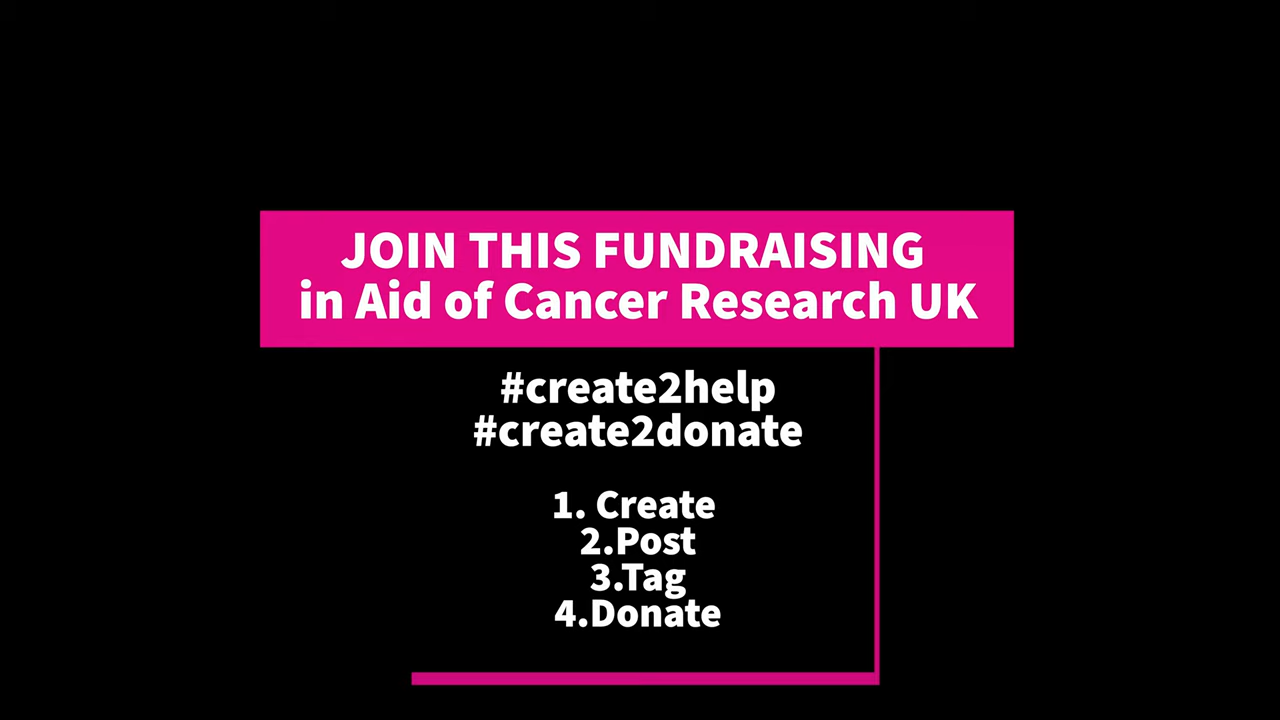 JOIN THIS FUNDRAISING
in Aid of Cancer Research UK
#create2help
#create2donate
1. Create
2.Post
3.Tag
4.Donate